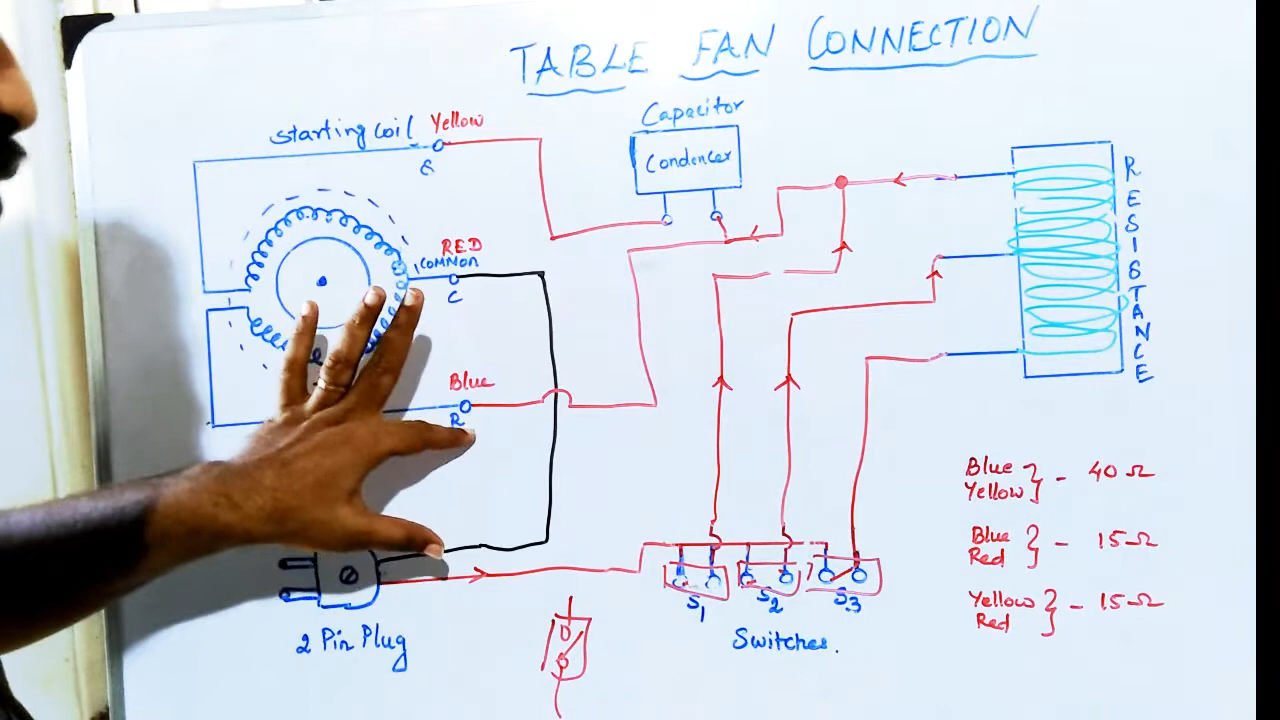 TABLE FAN CONNECTION
Capacitor
Condencer
Starting coil Yellow
S
RED
COMMON
C
Blue
R
RESISTANCE
Blue
Yellow } - 40 Ω
Blue
Red } - 15 Ω
Yellow
Red } - 15 Ω
S1 S2 S3
Switches.
2 Pin Plug